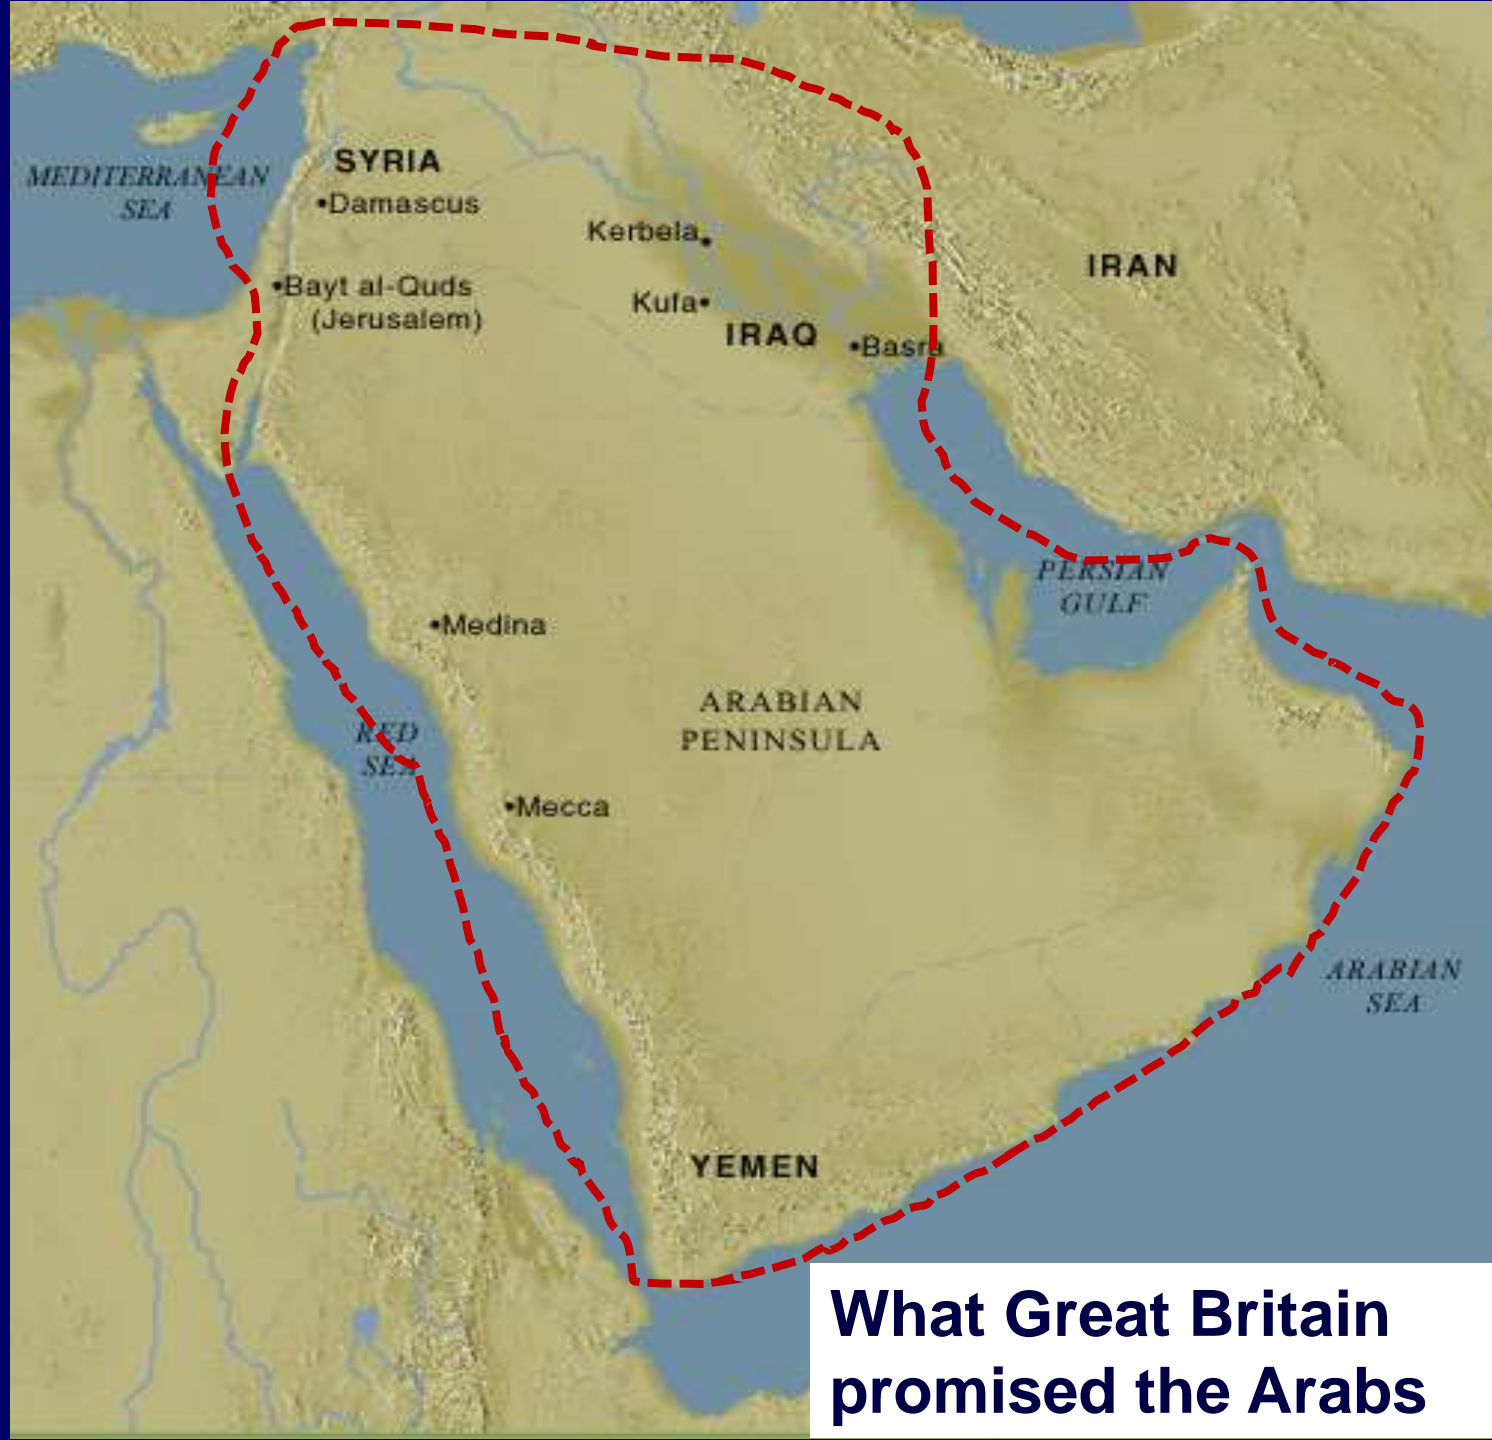 SYRIA
MEDITERRANEAN
SEA
•Damascus
Kerbela•
IRAN
•Bayt al-Quds
(Jerusalem)
Kufa•
IRAQ
•Basra
PERSIAN
GULF
•Medina
ARABIAN
PENINSULA
RED
SEA
•Mecca
ARABIAN
SEA
YEMEN
What Great Britain
promised the Arabs